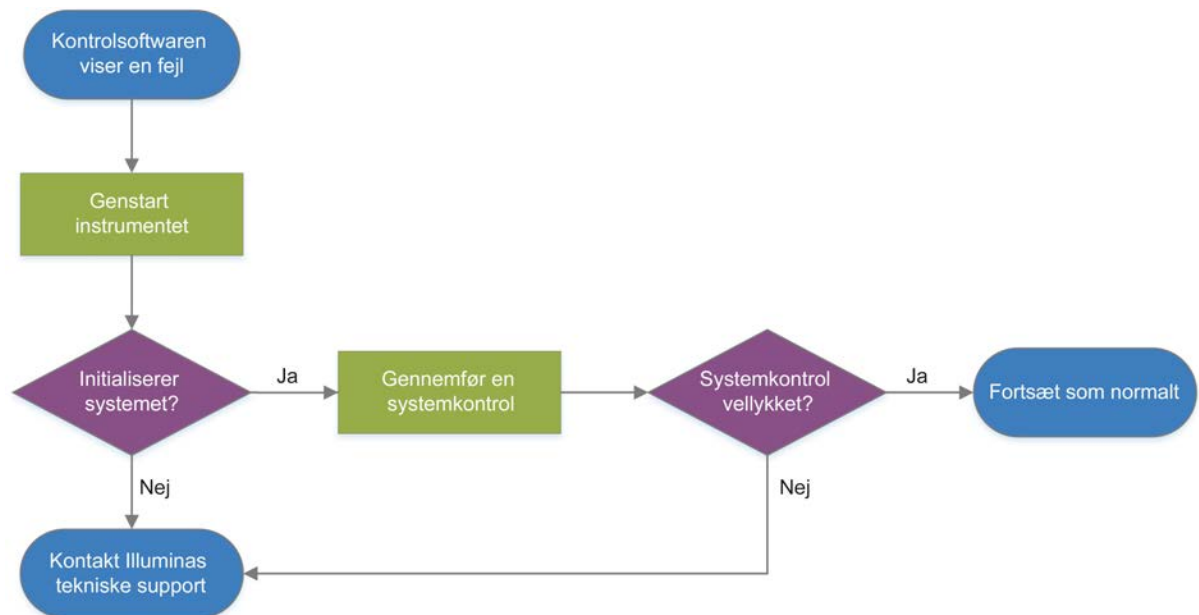 Kontrolsoftwaren
viser en fejl
Genstart
instrumentet
Initialiserer
systemet?
Ja
Gennemfør en
systemkontrol
Systemkontrol
vellykket?
Ja
Fortsæt som normalt
Nej
Nej
Kontakt Illuminas
tekniske support